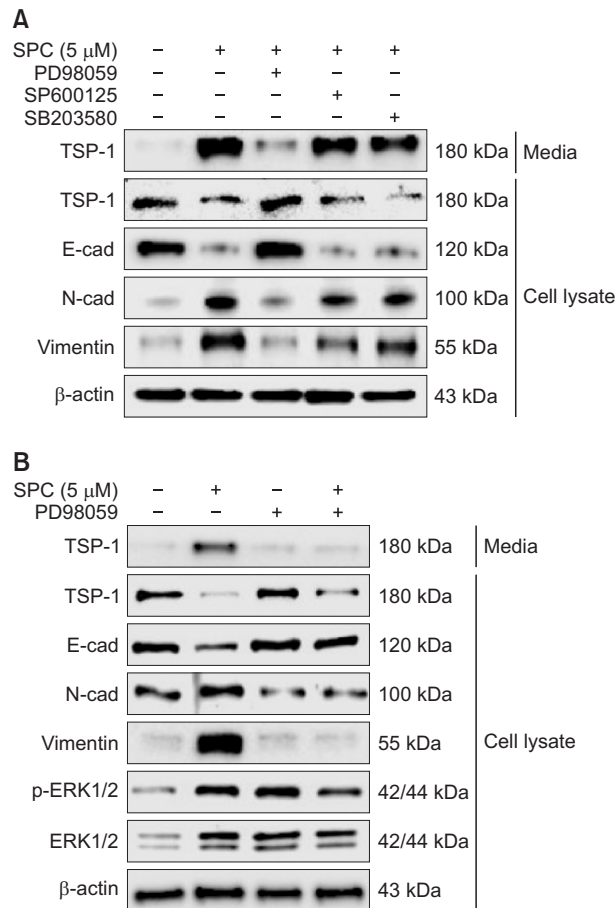 A
SPC (5 μM) – + + + +
PD98059 – – + – –
SP600125 – – – + –
SB203580 – – – – +
TSP-1 180 kDa Media
TSP-1 180 kDa
E-cad 120 kDa
N-cad 100 kDa Cell lysate
Vimentin 55 kDa
β-actin 43 kDa
B
SPC (5 μM) – + – +
PD98059 – – + +
TSP-1 180 kDa Media
TSP-1 180 kDa
E-cad 120 kDa
N-cad 100 kDa
Vimentin 55 kDa Cell lysate
p-ERK1/2 42/44 kDa
ERK1/2 42/44 kDa
β-actin 43 kDa